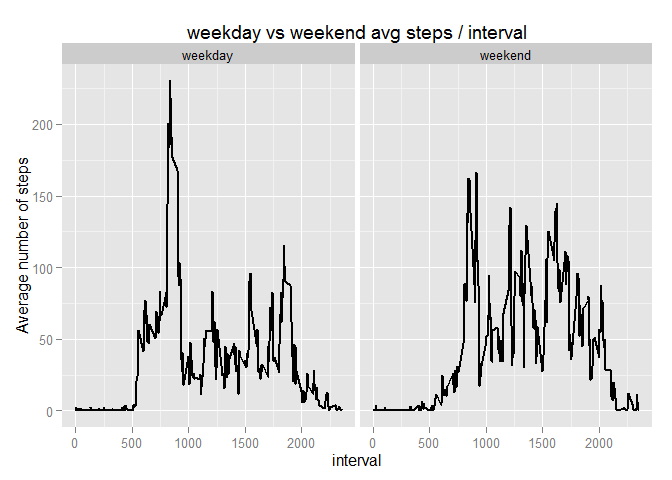 weekday vs weekend avg steps / interval
weekday weekend
200
150
100
50
0
Average number of steps
0 500 1000 1500 2000 0 500 1000 1500 2000
interval